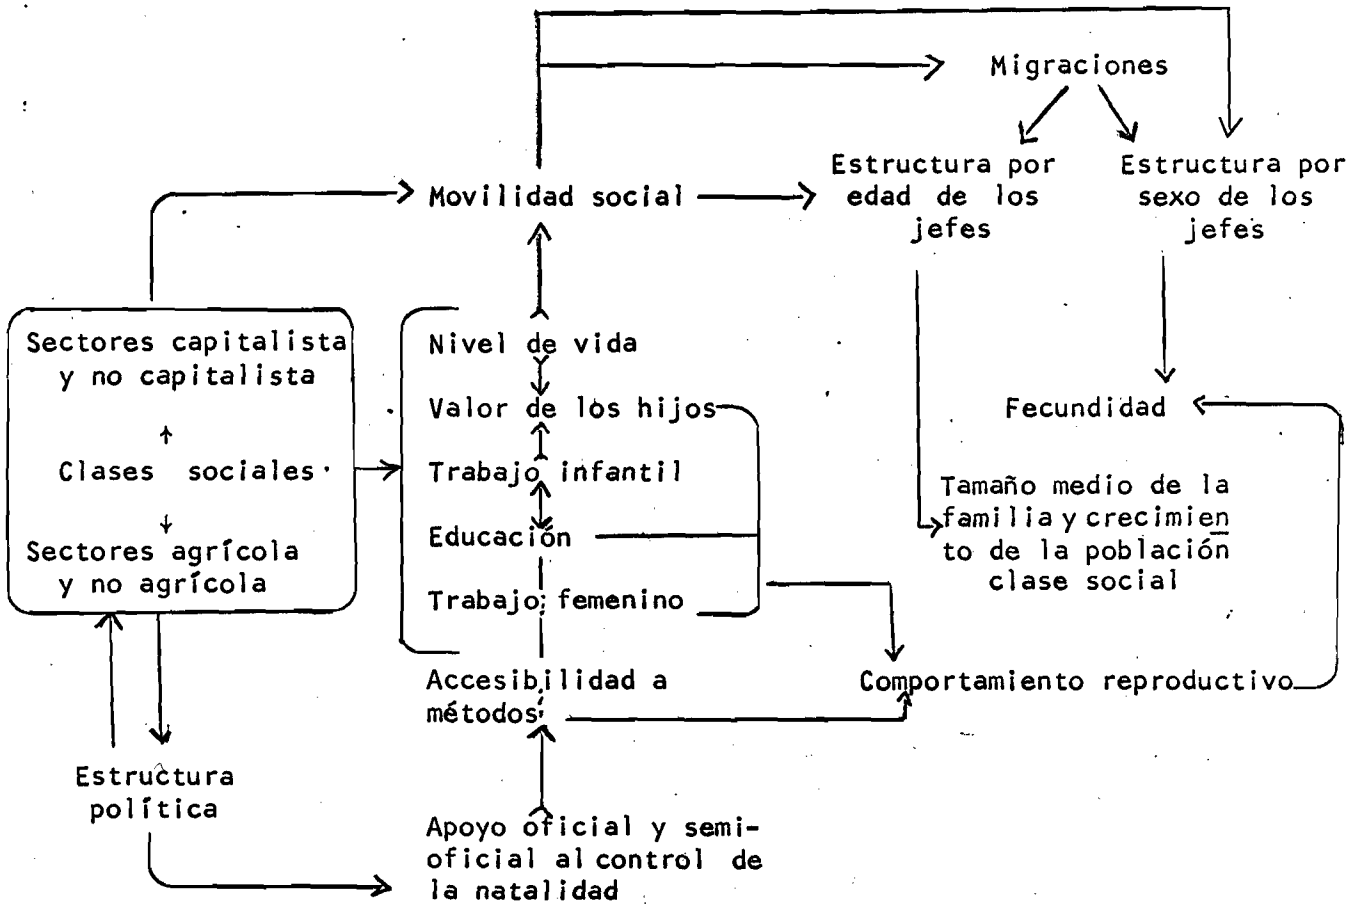 Migraciones
Estructura por
edad de los
jefes
Estructura por
sexo de los
jefes
Movilidad social
Sectores capitalista
y no capitalista
Clases sociales
Sectores agrícola
y no agrícola
Nivel de vida
Valor de los hijos
Trabajo infantil
Educación
Trabajo femenino
Fecundidad
Tamaño medio de la
familia y crecimien
to de la población
clase social
Accesibilidad a
métodos
Comportamiento reproductivo
Estructura
política
Apoyo oficial y semi-
oficial al control de
la natalidad